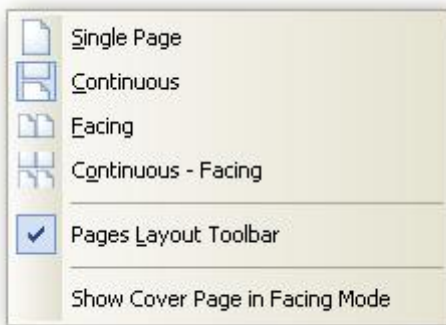 Single Page
Continuous
Facing
Continuous - Facing
Pages Layout Toolbar
Show Cover Page in Facing Mode